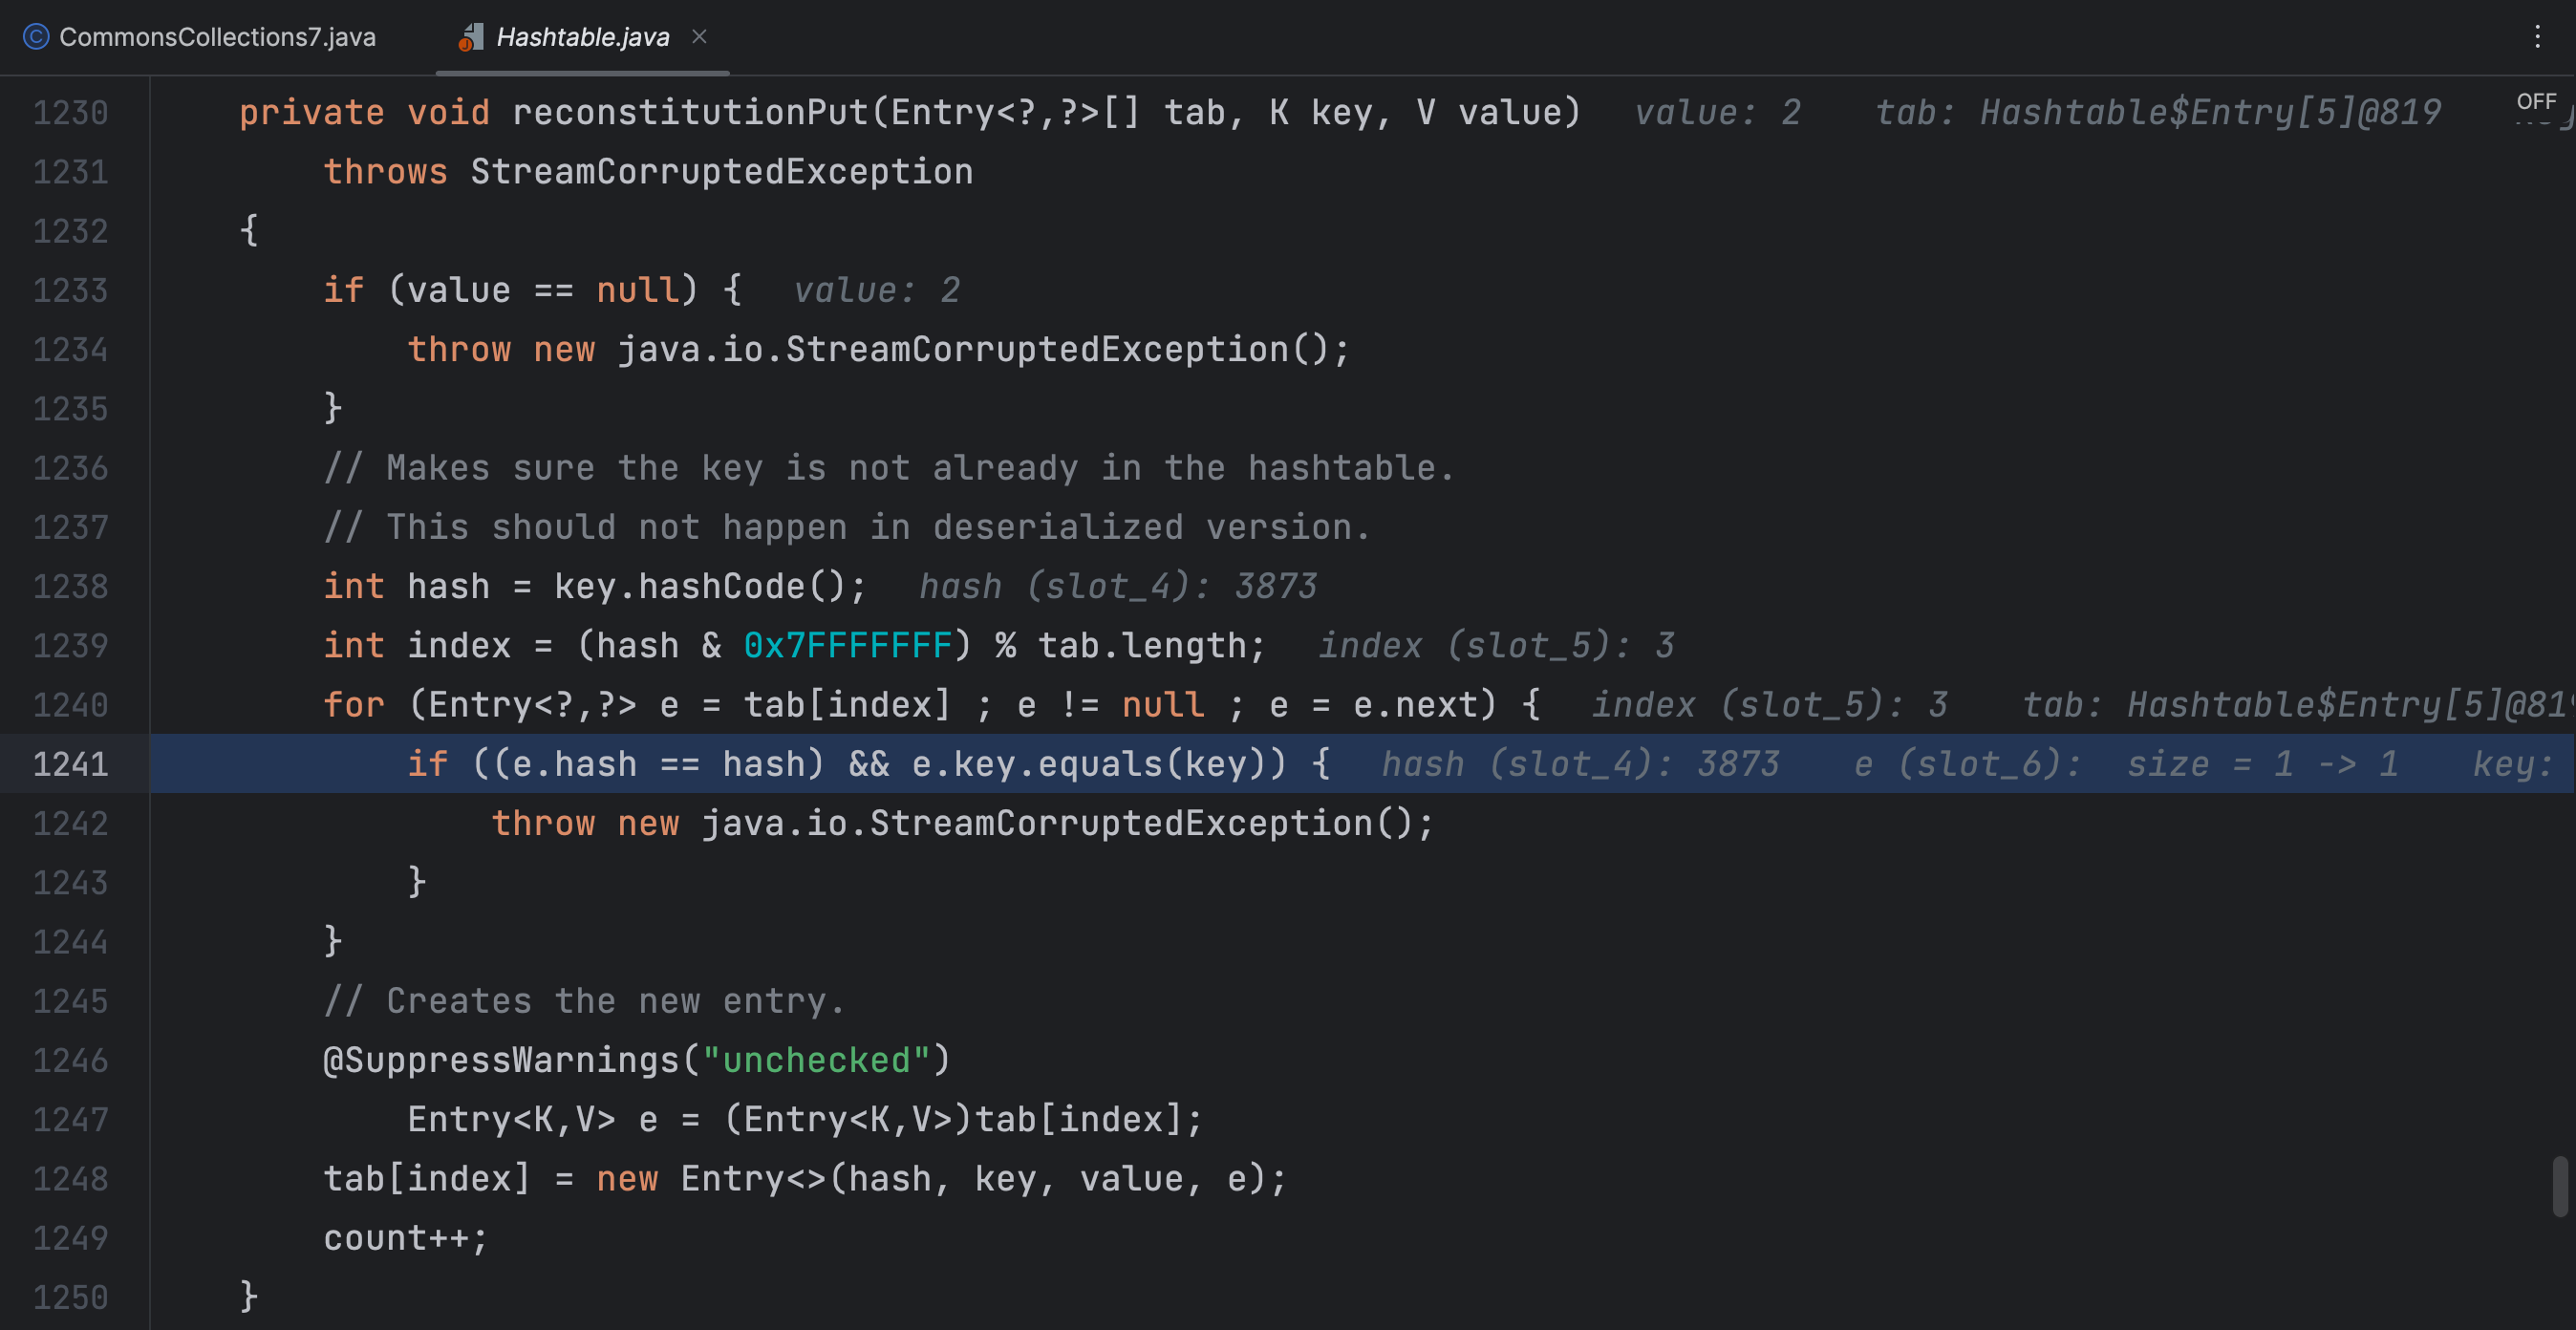 CommonsCollections7.java Hashtable.java
1230 private void reconstitutionPut(Entry<?,?>[] tab, K key, V value) value: 2 tab: Hashtable$Entry[5]@819 OFF
1231 throws StreamCorruptedException
1232 {
1233 if (value == null) { value: 2
1234 throw new java.io.StreamCorruptedException();
1235 }
1236 // Makes sure the key is not already in the hashtable.
1237 // This should not happen in deserialized version.
1238 int hash = key.hashCode(); hash (slot_4): 3873
1239 int index = (hash & 0x7FFFFFFF) % tab.length; index (slot_5): 3
1240 for (Entry<?,?> e = tab[index] ; e != null ; e = e.next) { index (slot_5): 3 tab: Hashtable$Entry[5]@81
1241 if ((e.hash == hash) && e.key.equals(key)) { hash (slot_4): 3873 e (slot_6): size = 1 -> 1 key:
1242 throw new java.io.StreamCorruptedException();
1243 }
1244 }
1245 // Creates the new entry.
1246 @SuppressWarnings("unchecked")
1247 Entry<K,V> e = (Entry<K,V>)tab[index];
1248 tab[index] = new Entry<>(hash, key, value, e);
1249 count++;
1250 }